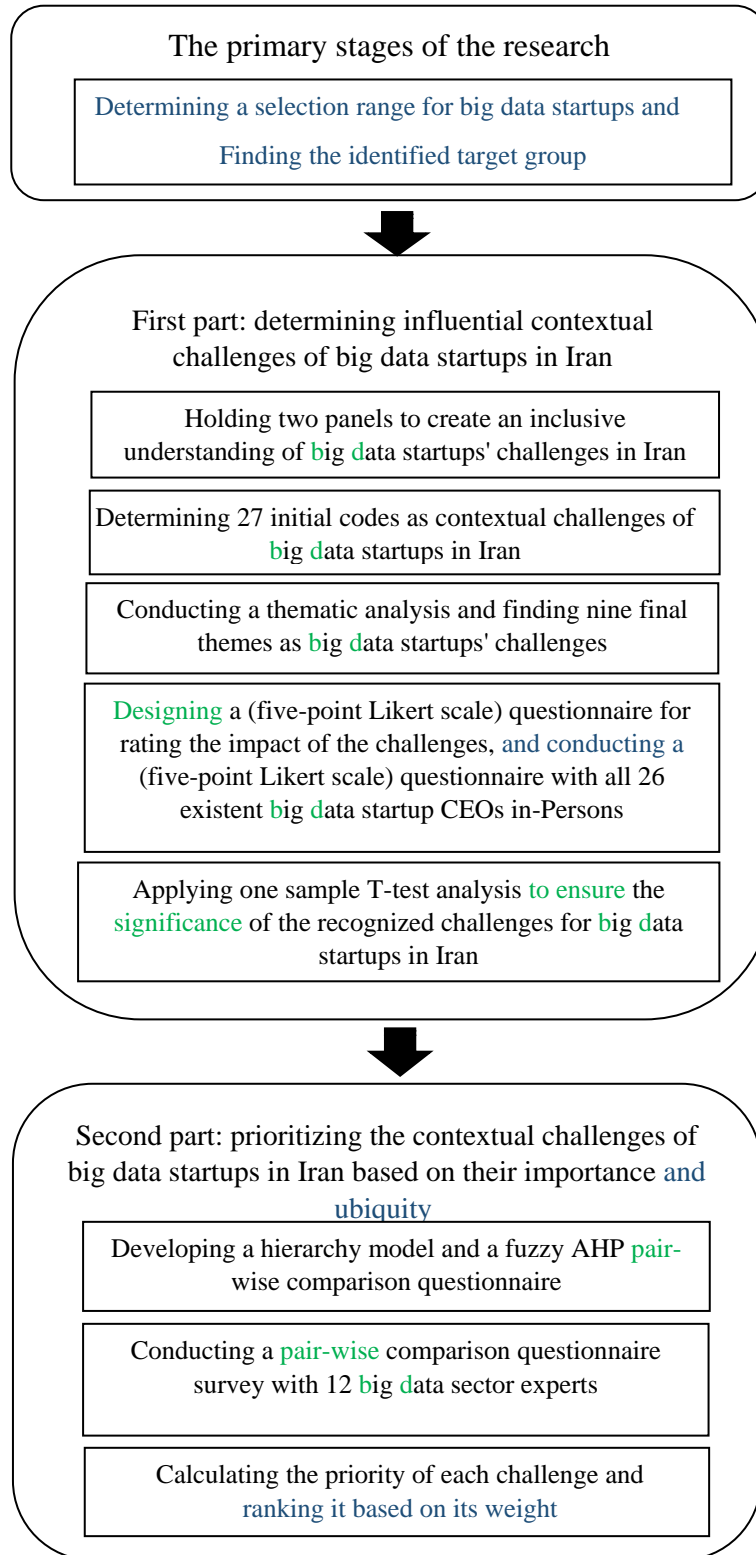 The primary stages of the research
Determining a selection range for big data startups and
Finding the identified target group
First part: determining influential contextual
challenges of big data startups in Iran
Holding two panels to create an inclusive
understanding of big data startups' challenges in Iran
Determining 27 initial codes as contextual challenges of
big data startups in Iran
Conducting a thematic analysis and finding nine final
themes as big data startups' challenges
Designing a (five-point Likert scale) questionnaire for
rating the impact of the challenges, and conducting a
(five-point Likert scale) questionnaire with all 26
existent big data startup CEOs in-Persons
Applying one sample T-test analysis to ensure the
significance of the recognized challenges for big data
startups in Iran
Second part: prioritizing the contextual challenges of
big data startups in Iran based on their importance and
ubiquity
Developing a hierarchy model and a fuzzy AHP pair-
wise comparison questionnaire
Conducting a pair-wise comparison questionnaire
survey with 12 big data sector experts
Calculating the priority of each challenge and
ranking it based on its weight